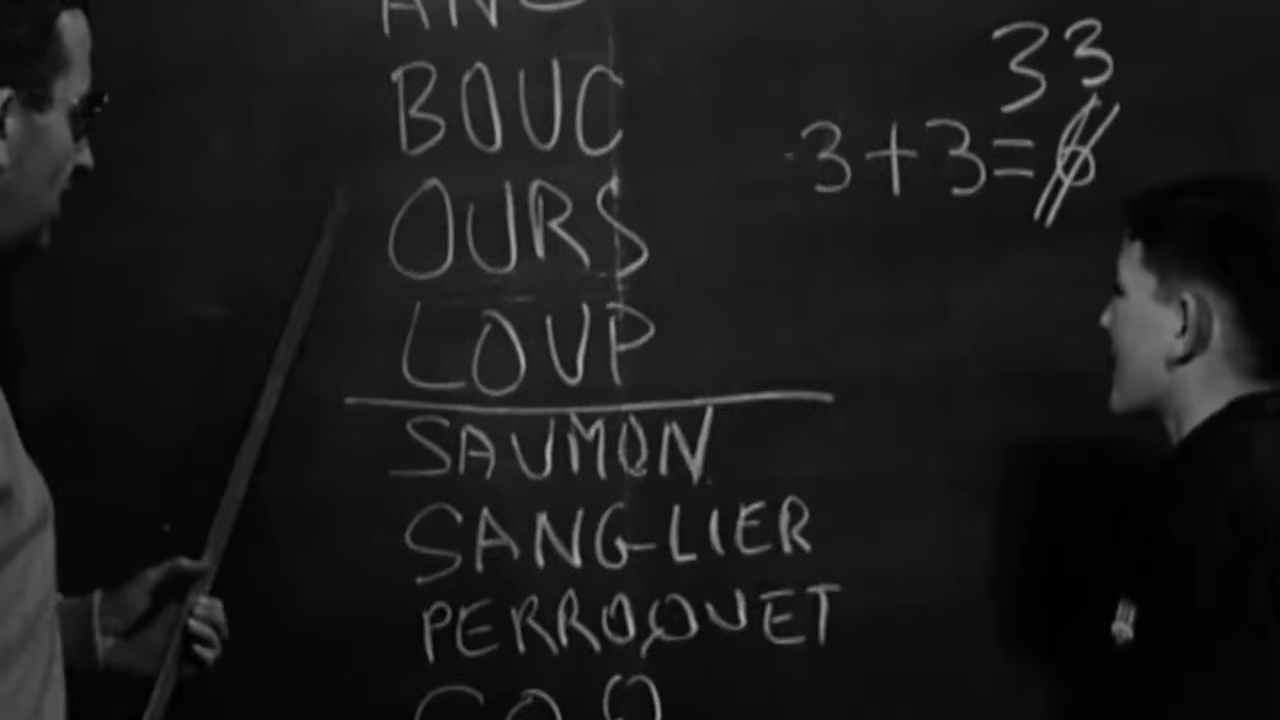 BOUC
OURS
LOUP
SAUMON
SANGLIER
PERROQUET
33
3+3=6